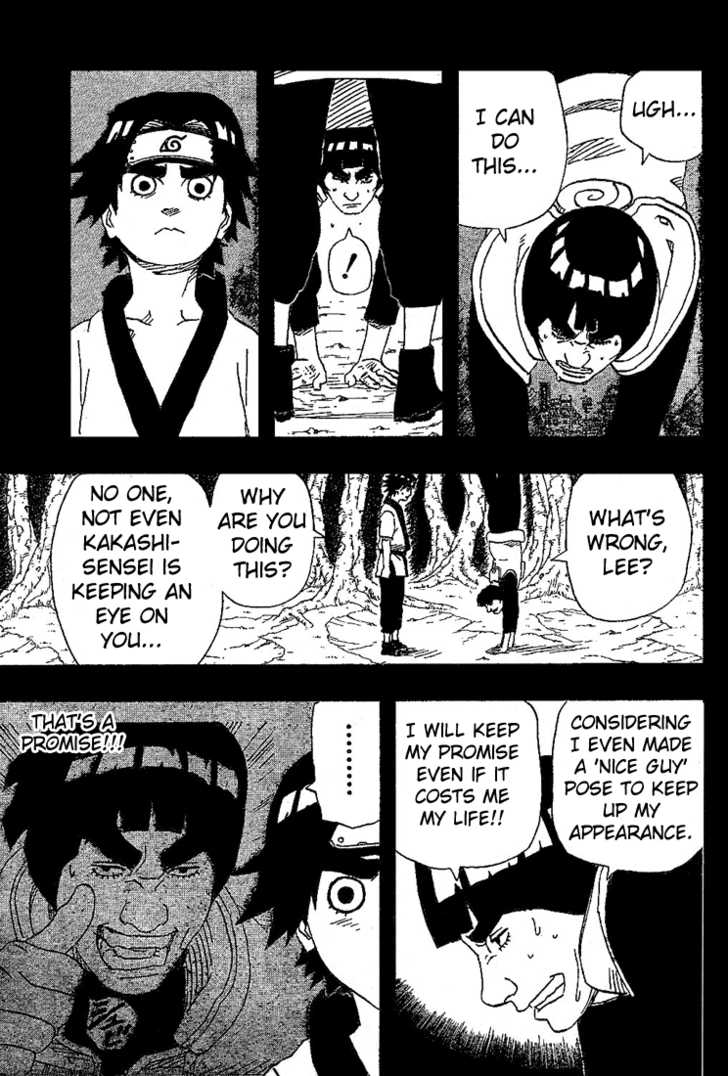 UGH...
I CAN
DO
THIS...
!
WHAT'S
WRONG,
LEE?
WHY
ARE YOU
DOING
THIS?
NO ONE,
NOT EVEN
KAKASHI-
SENSEI IS
KEEPING AN
EYE ON
YOU...
CONSIDERING
I EVEN MADE
A 'NICE GUY'
POSE TO KEEP
UP MY
APPEARANCE.
I WILL KEEP
MY PROMISE
EVEN IF IT
COSTS ME
MY LIFE!!
........
THAT'S A
PROMISE!!!